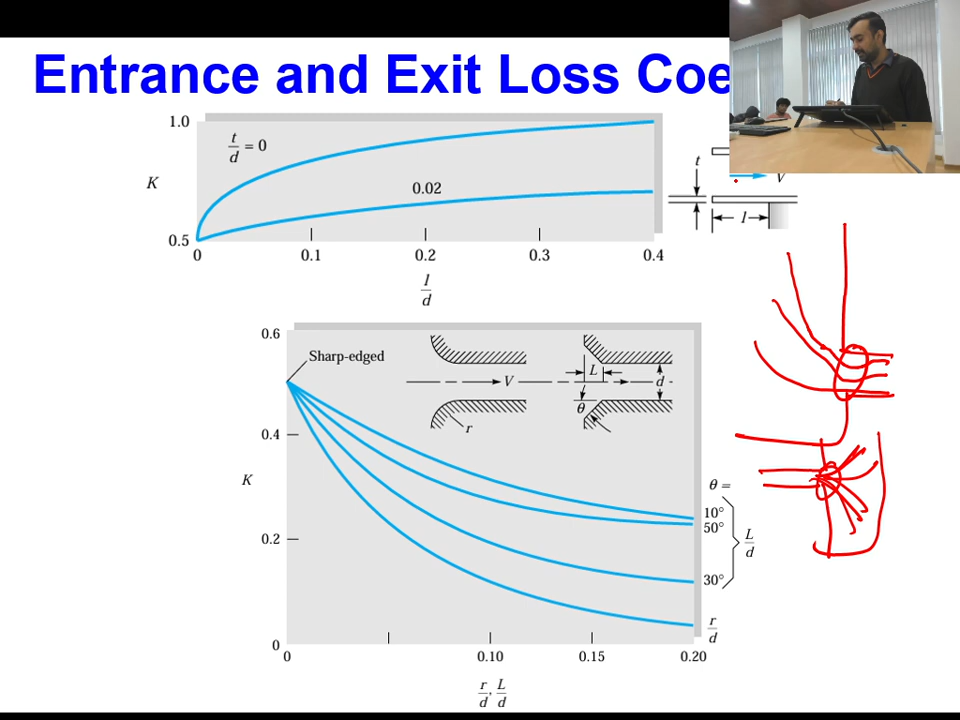 Entrance and Exit Loss Coe
1.0
t/d = 0
K
0.02
0.5
0 0.1 0.2 0.3 0.4
l/d
t
V
l
0.6
Sharp-edged
V
L
d
θ
r
0.4
K
θ =
10°
50°
L/d
0.2
30°
r/d
0
0 0.10 0.15 0.20
r/d, L/d